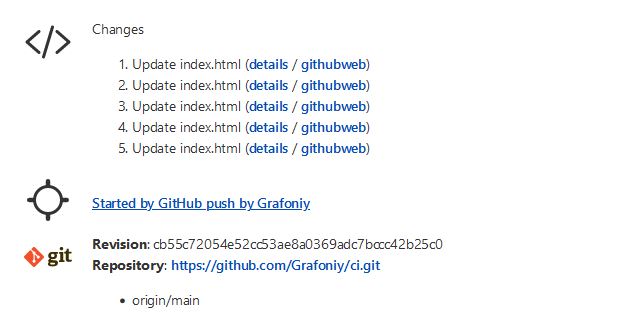 Changes
1. Update index.html (details / githubweb)
2. Update index.html (details / githubweb)
3. Update index.html (details / githubweb)
4. Update index.html (details / githubweb)
5. Update index.html (details / githubweb)
Started by GitHub push by Grafoniy
git
Revision: cb55c72054e52cc53ae8a0369adc7bccc42b25c0
Repository: https://github.com/Grafoniy/ci.git
• origin/main